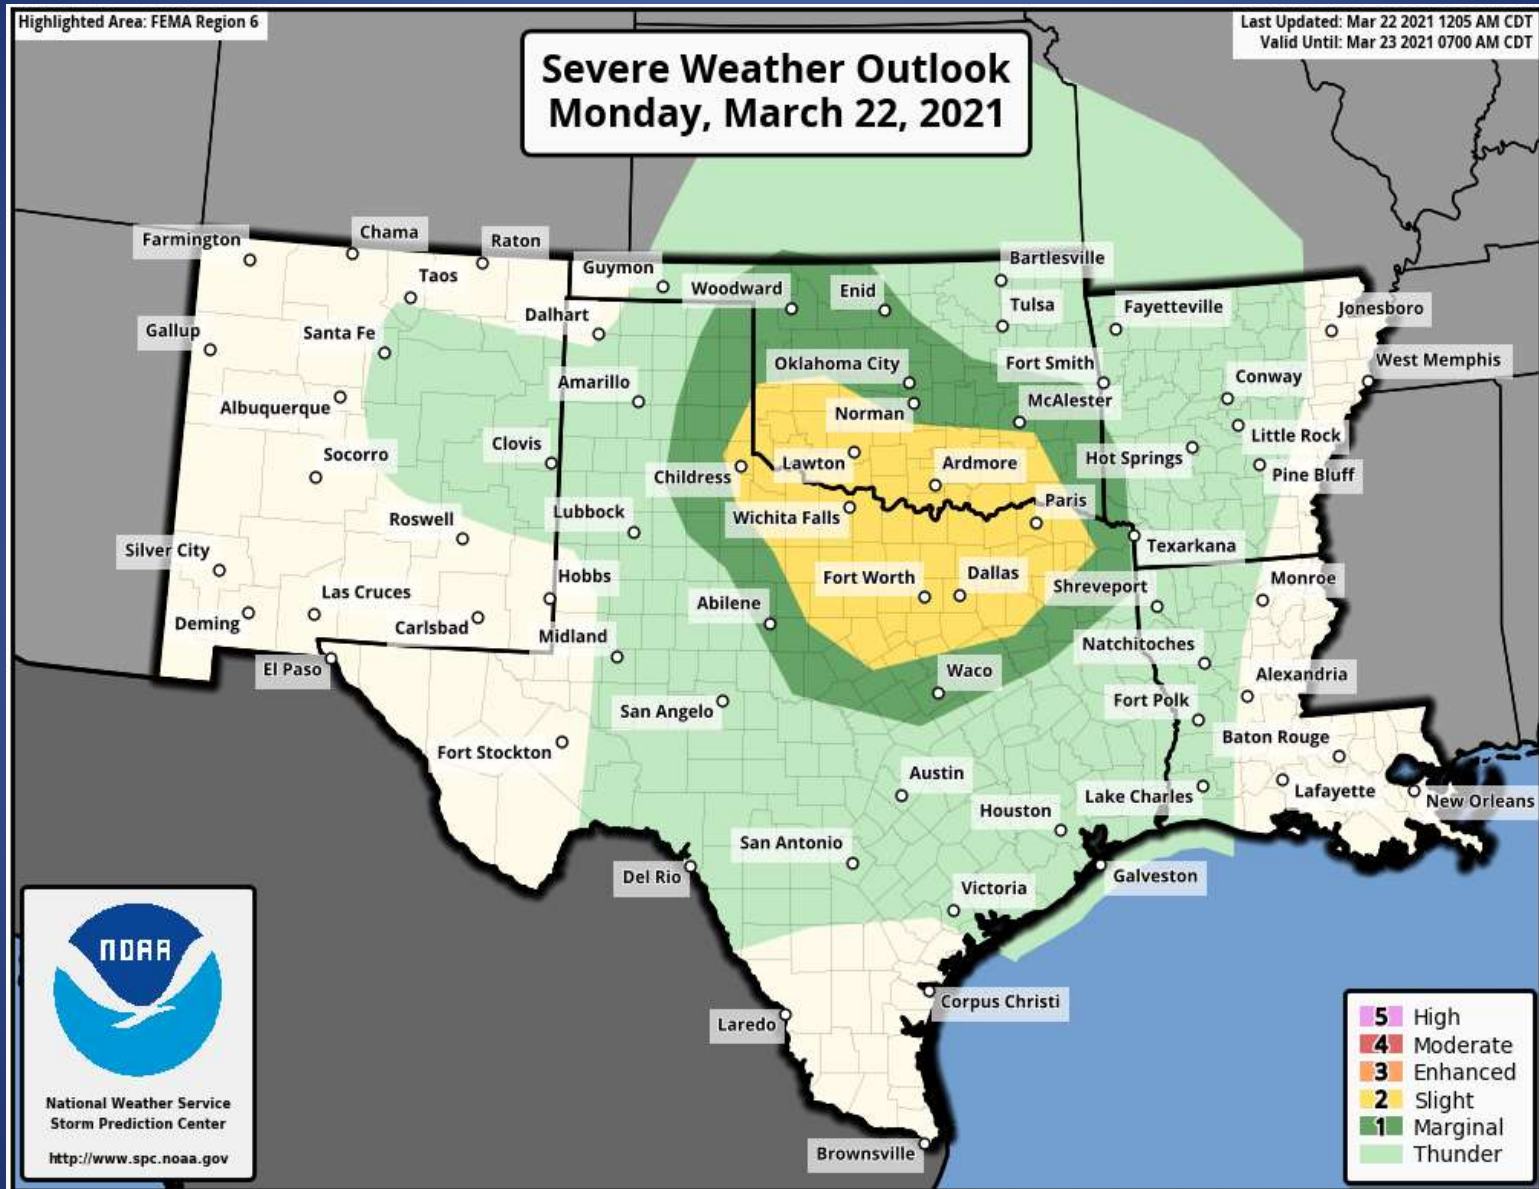 Highlighted Area: FEMA Region 6
Last Updated: Mar 22 2021 1205 AM CDT
Valid Until: Mar 23 2021 0700 AM CDT
Severe Weather Outlook
Monday, March 22, 2021
Farmington
Chama
Raton
Taos
Guymon
Woodward
Enid
Bartlesville
Tulsa
Fayetteville
Jonesboro
Gallup
Santa Fe
Dalhart
Oklahoma City
Fort Smith
West Memphis
Albuquerque
Amarillo
Norman
McAlester
Conway
Little Rock
Socorro
Clovis
Childress
Lawton
Ardmore
Hot Springs
Pine Bluff
Roswell
Lubbock
Wichita Falls
Paris
Texarkana
Silver City
Las Cruces
Hobbs
Fort Worth
Dallas
Shreveport
Monroe
Deming
Carlsbad
Midland
Abilene
Natchitoches
El Paso
San Angelo
Waco
Fort Polk
Alexandria
Fort Stockton
Baton Rouge
Austin
Houston
Lake Charles
Lafayette
New Orleans
San Antonio
Del Rio
Victoria
Galveston
Laredo
Corpus Christi
Brownsville
NOAA
National Weather Service
Storm Prediction Center
http://www.spc.noaa.gov
5 High
4 Moderate
3 Enhanced
2 Slight
1 Marginal
Thunder